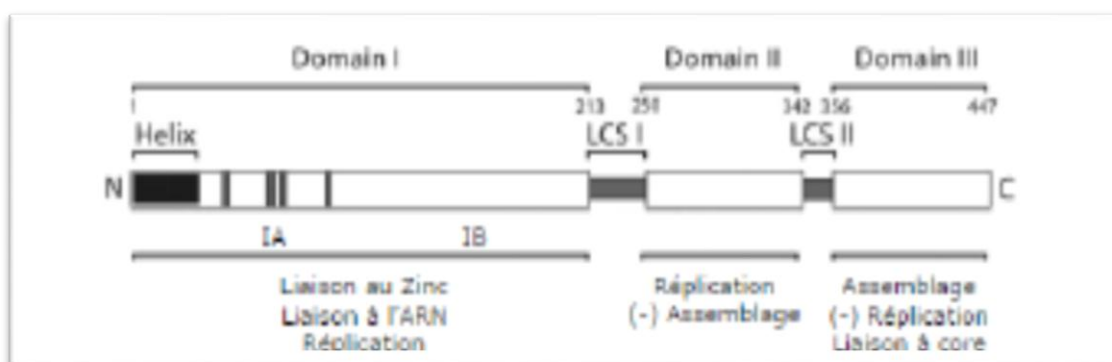 Domain I Domain II Domain III
1 213 250 342 356 447
Helix LCS I LCS II
N C
IA IB
Liaison au Zinc Réplication Assemblage
Liaison à l'ARN (-) Assemblage (-) Réplication
Réplication Liaison à core